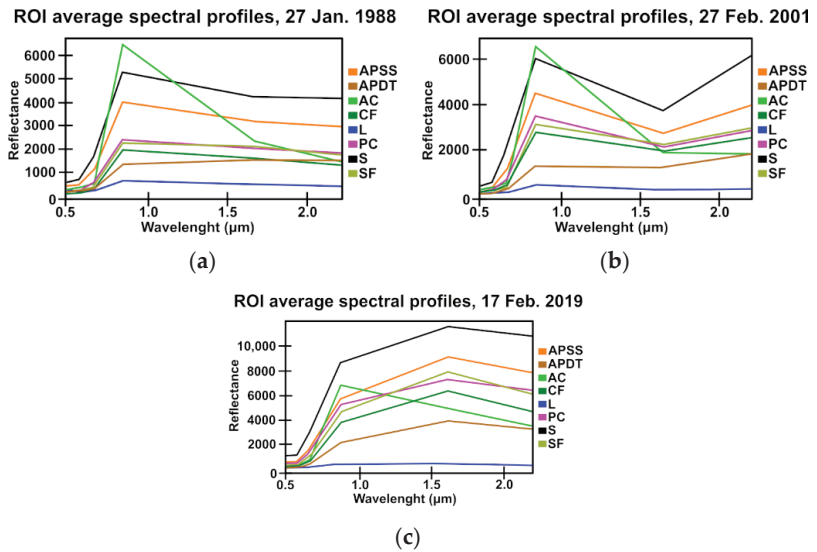 ROI average spectral profiles, 27 Jan. 1988
Reflectance
6000
5000
4000
3000
2000
1000
0
0.5
1.0
1.5
2.0
Wavelenght (µm)
APSS
APDT
AC
CF
L
PC
S
SF
(a)
ROI average spectral profiles, 27 Feb. 2001
Reflectance
6000
4000
2000
0
0.5
1.0
1.5
2.0
Wavelenght (µm)
APSS
APDT
AC
CF
L
PC
S
SF
(b)
ROI average spectral profiles, 17 Feb. 2019
Reflectance
10,000
8000
6000
4000
2000
0
0.5
1.0
1.5
2.0
Wavelenght (µm)
APSS
APDT
AC
CF
L
PC
S
SF
(c)